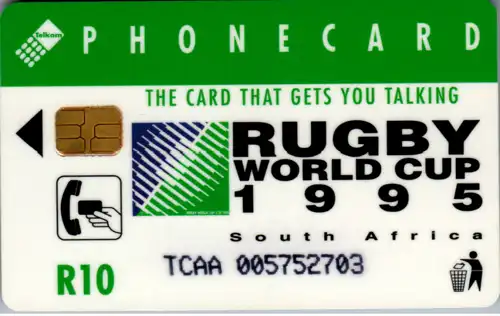 Telkom
PHONECARD
THE CARD THAT GETS YOU TALKING
RUGBY
WORLD CUP
1995
South Africa
TCAA 005752703
R10